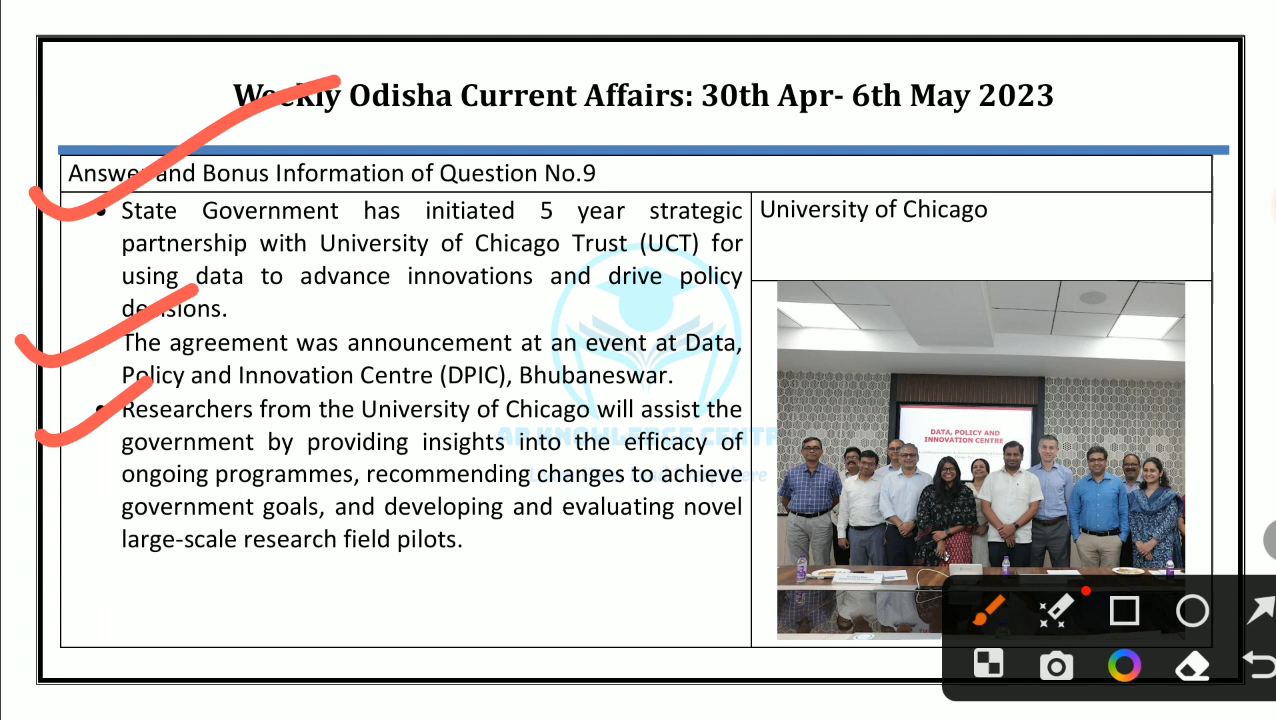 Weekly Odisha Current Affairs: 30th Apr- 6th May 2023
Answer and Bonus Information of Question No.9
State Government has initiated 5 year strategic
partnership with University of Chicago Trust (UCT) for
using data to advance innovations and drive policy
decisions.
The agreement was announcement at an event at Data,
Policy and Innovation Centre (DPIC), Bhubaneswar.
Researchers from the University of Chicago will assist the
government by providing insights into the efficacy of
ongoing programmes, recommending changes to achieve
government goals, and developing and evaluating novel
large-scale research field pilots.
University of Chicago
DATA, POLICY AND
INNOVATION CENTRE
AB KNOWLEDGE CENTR